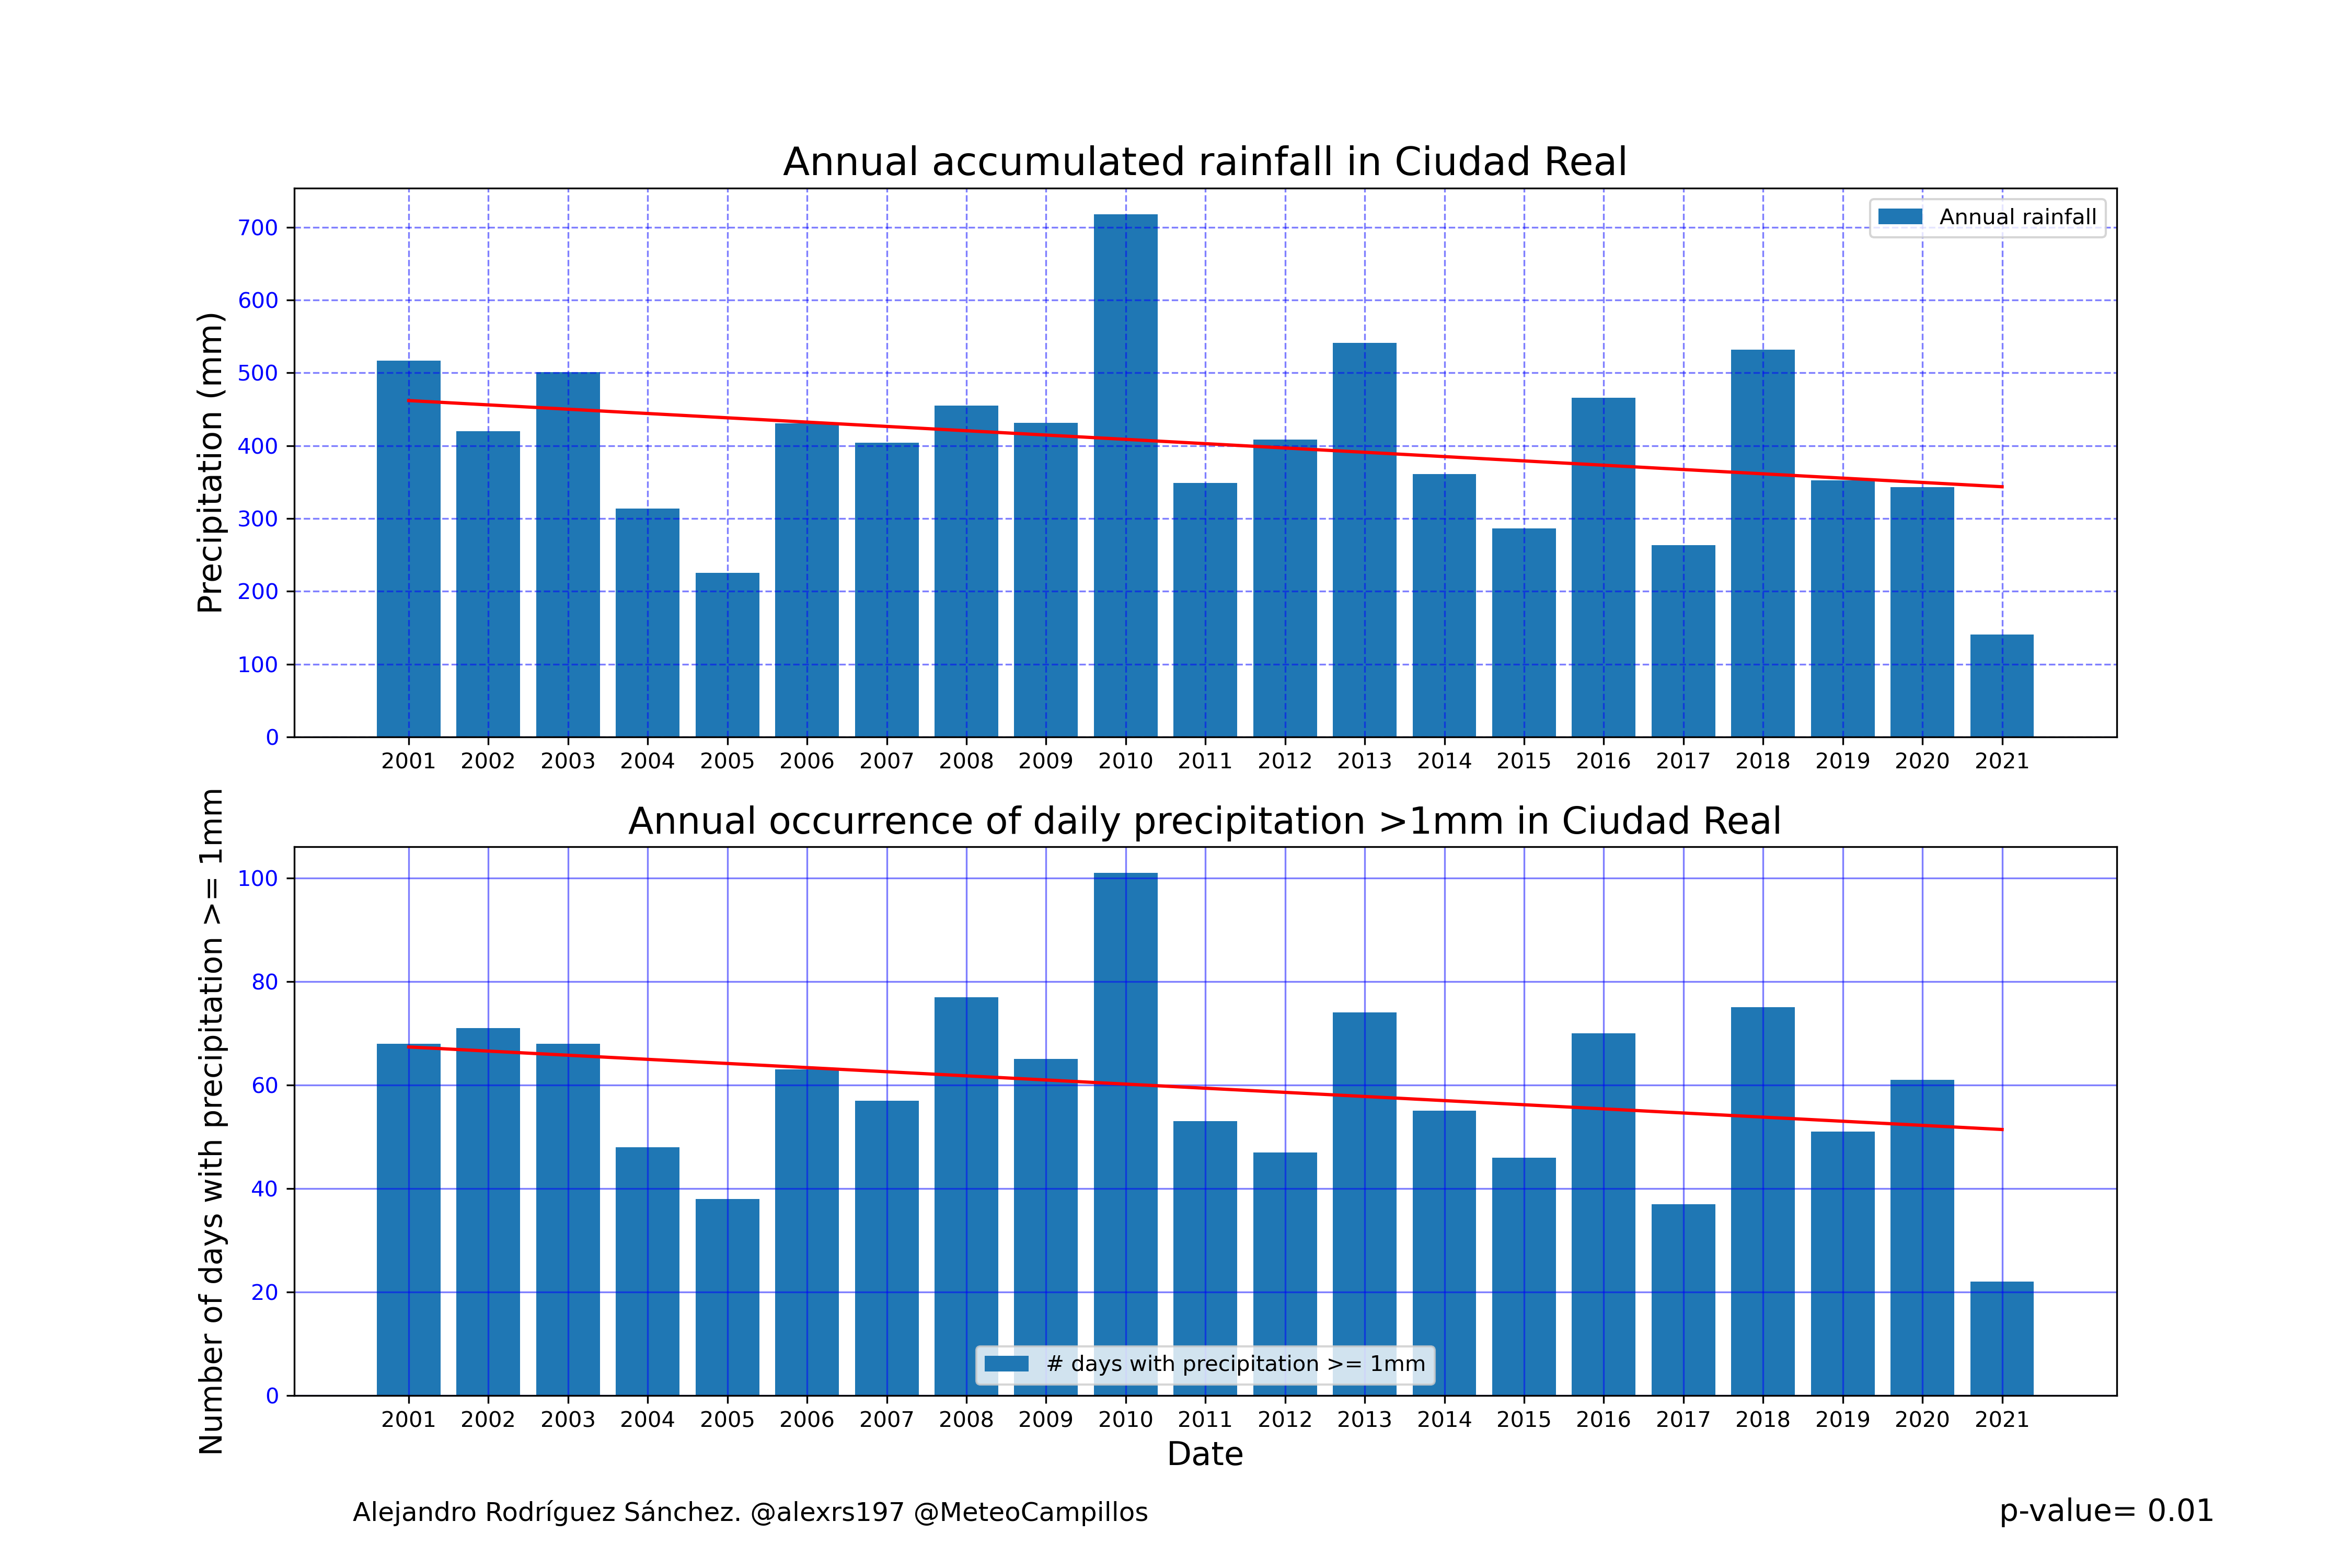 Annual accumulated rainfall in Ciudad Real
Precipitation (mm)
700
600
500
400
300
200
100
0
Annual rainfall
2001 2002 2003 2004 2005 2006 2007 2008 2009 2010 2011 2012 2013 2014 2015 2016 2017 2018 2019 2020 2021
Annual occurrence of daily precipitation >1mm in Ciudad Real
Number of days with precipitation >= 1mm
100
80
60
40
20
0
# days with precipitation >= 1mm
2001 2002 2003 2004 2005 2006 2007 2008 2009 2010 2011 2012 2013 2014 2015 2016 2017 2018 2019 2020 2021
Date
Alejandro Rodríguez Sánchez. @alexrs197 @MeteoCampillos
p-value= 0.01